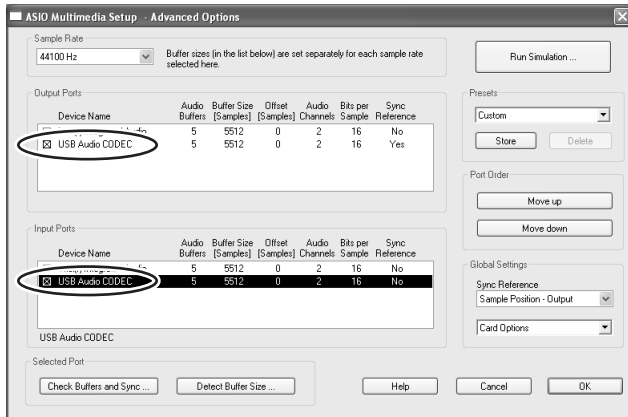 ASIO Multimedia Setup - Advanced Options
Sample Rate
44100 Hz
Buffer sizes (in the list below) are set separately for each sample rate
selected here.
Run Simulation ...
Output Ports
Device Name
Audio Buffers
Buffer Size [Samples]
Offset [Samples]
Audio Channels
Bits per Sample
Sync Reference
5 5512 0 2 16 No
USB Audio CODEC 5 5512 0 2 16 Yes
Presets
Custom
Store
Delete
Port Order
Move up
Move down
Input Ports
Device Name
Audio Buffers
Buffer Size [Samples]
Offset [Samples]
Audio Channels
Bits per Sample
Sync Reference
5 5512 0 2 16 No
USB Audio CODEC 5 5512 0 2 16 No
USB Audio CODEC
Global Settings
Sync Reference
Sample Position - Output
Card Options
Selected Port
Check Buffers and Sync ...
Detect Buffer Size ...
Help
Cancel
OK